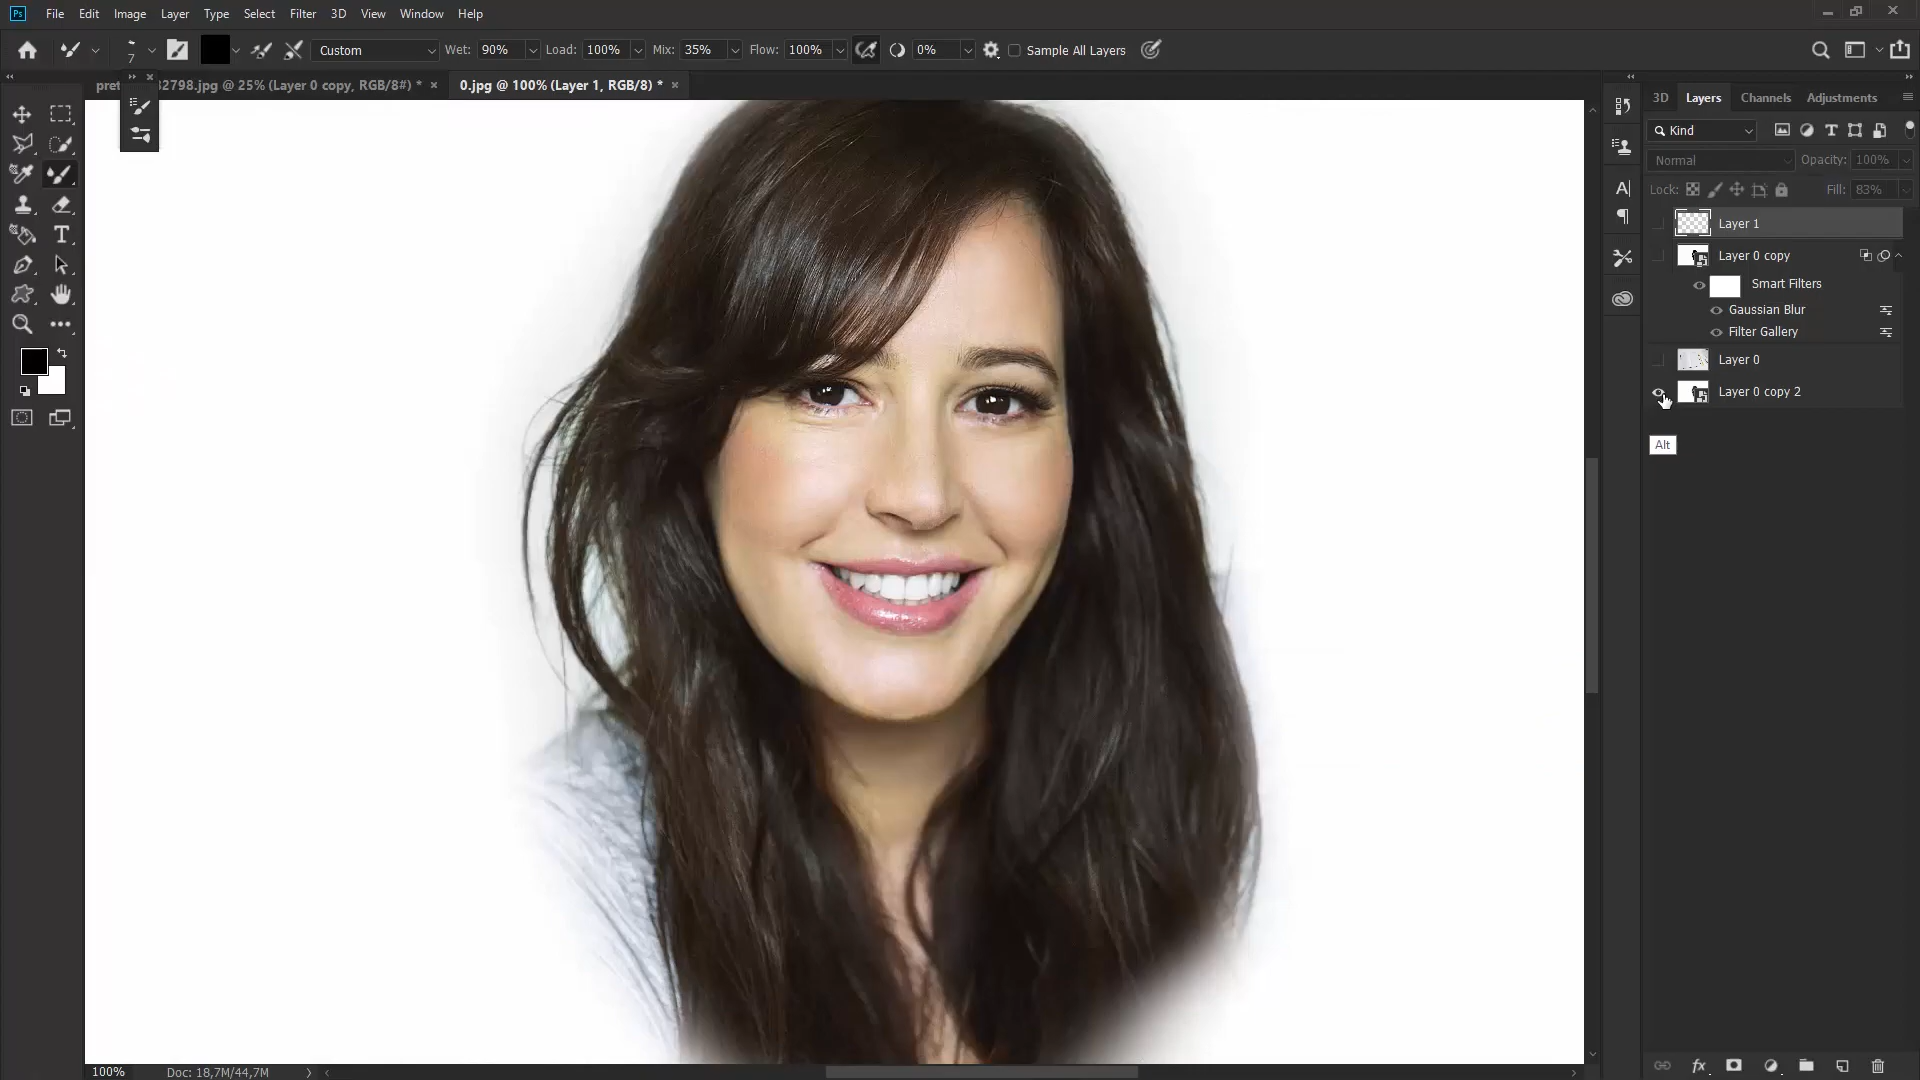 Ps File Edit Image Layer Type Select Filter 3D View Window Help
7 Custom Wet: 90% Load: 100% Mix: 35% Flow: 100% 0% Sample All Layers
pret 32798.jpg @ 25% (Layer 0 copy, RGB/8#) * × 0.jpg @ 100% (Layer 1, RGB/8) * ×
3D Layers Channels Adjustments
Kind
Normal Opacity: 100%
Lock: Fill: 83%
Layer 1
Layer 0 copy
Smart Filters
Gaussian Blur
Filter Gallery
Layer 0
Layer 0 copy 2
Alt
100% Doc: 18,7M/44,7M